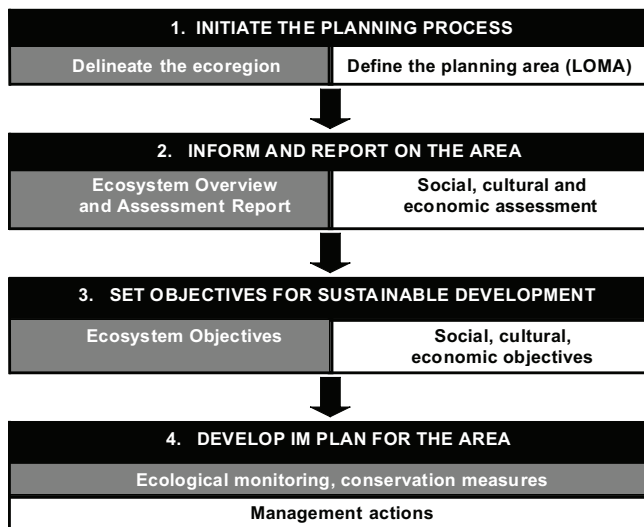 1. INITIATE THE PLANNING PROCESS
Delineate the ecoregion
Define the planning area (LOMA)
2. INFORM AND REPORT ON THE AREA
Ecosystem Overview
and Assessment Report
Social, cultural and
economic assessment
3. SET OBJECTIVES FOR SUSTAINABLE DEVELOPMENT
Ecosystem Objectives
Social, cultural,
economic objectives
4. DEVELOP IM PLAN FOR THE AREA
Ecological monitoring, conservation measures
Management actions